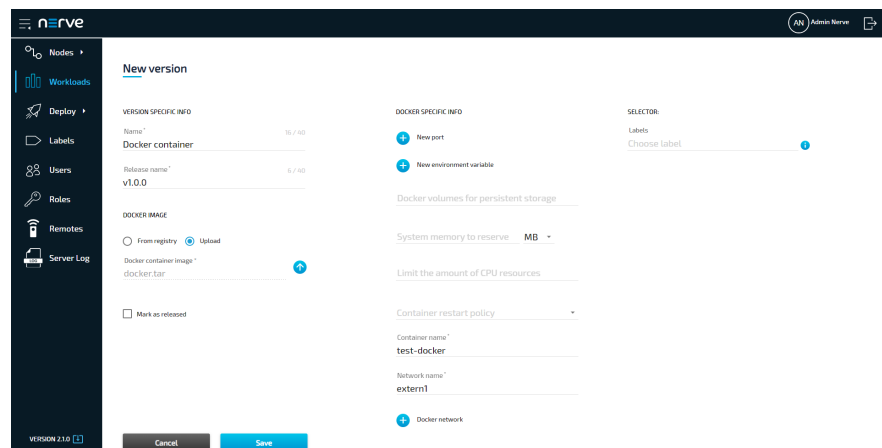 nerve
AN Admin Nerve
Nodes
Workloads
Deploy
Labels
Users
Roles
Remotes
LOG Server Log
VERSION 2.1.0
New version
VERSION SPECIFIC INFO
Name *
16 / 40
Docker container
Release name *
6 / 40
v1.0.0
DOCKER IMAGE
From registry
Upload
Docker container image *
docker.tar
Mark as released
Cancel
Save
DOCKER SPECIFIC INFO
New port
New environment variable
Docker volumes for persistent storage
System memory to reserve MB
Limit the amount of CPU resources
Container restart policy
Container name *
test-docker
Network name *
extern1
Docker network
SELECTOR:
Labels
Choose label